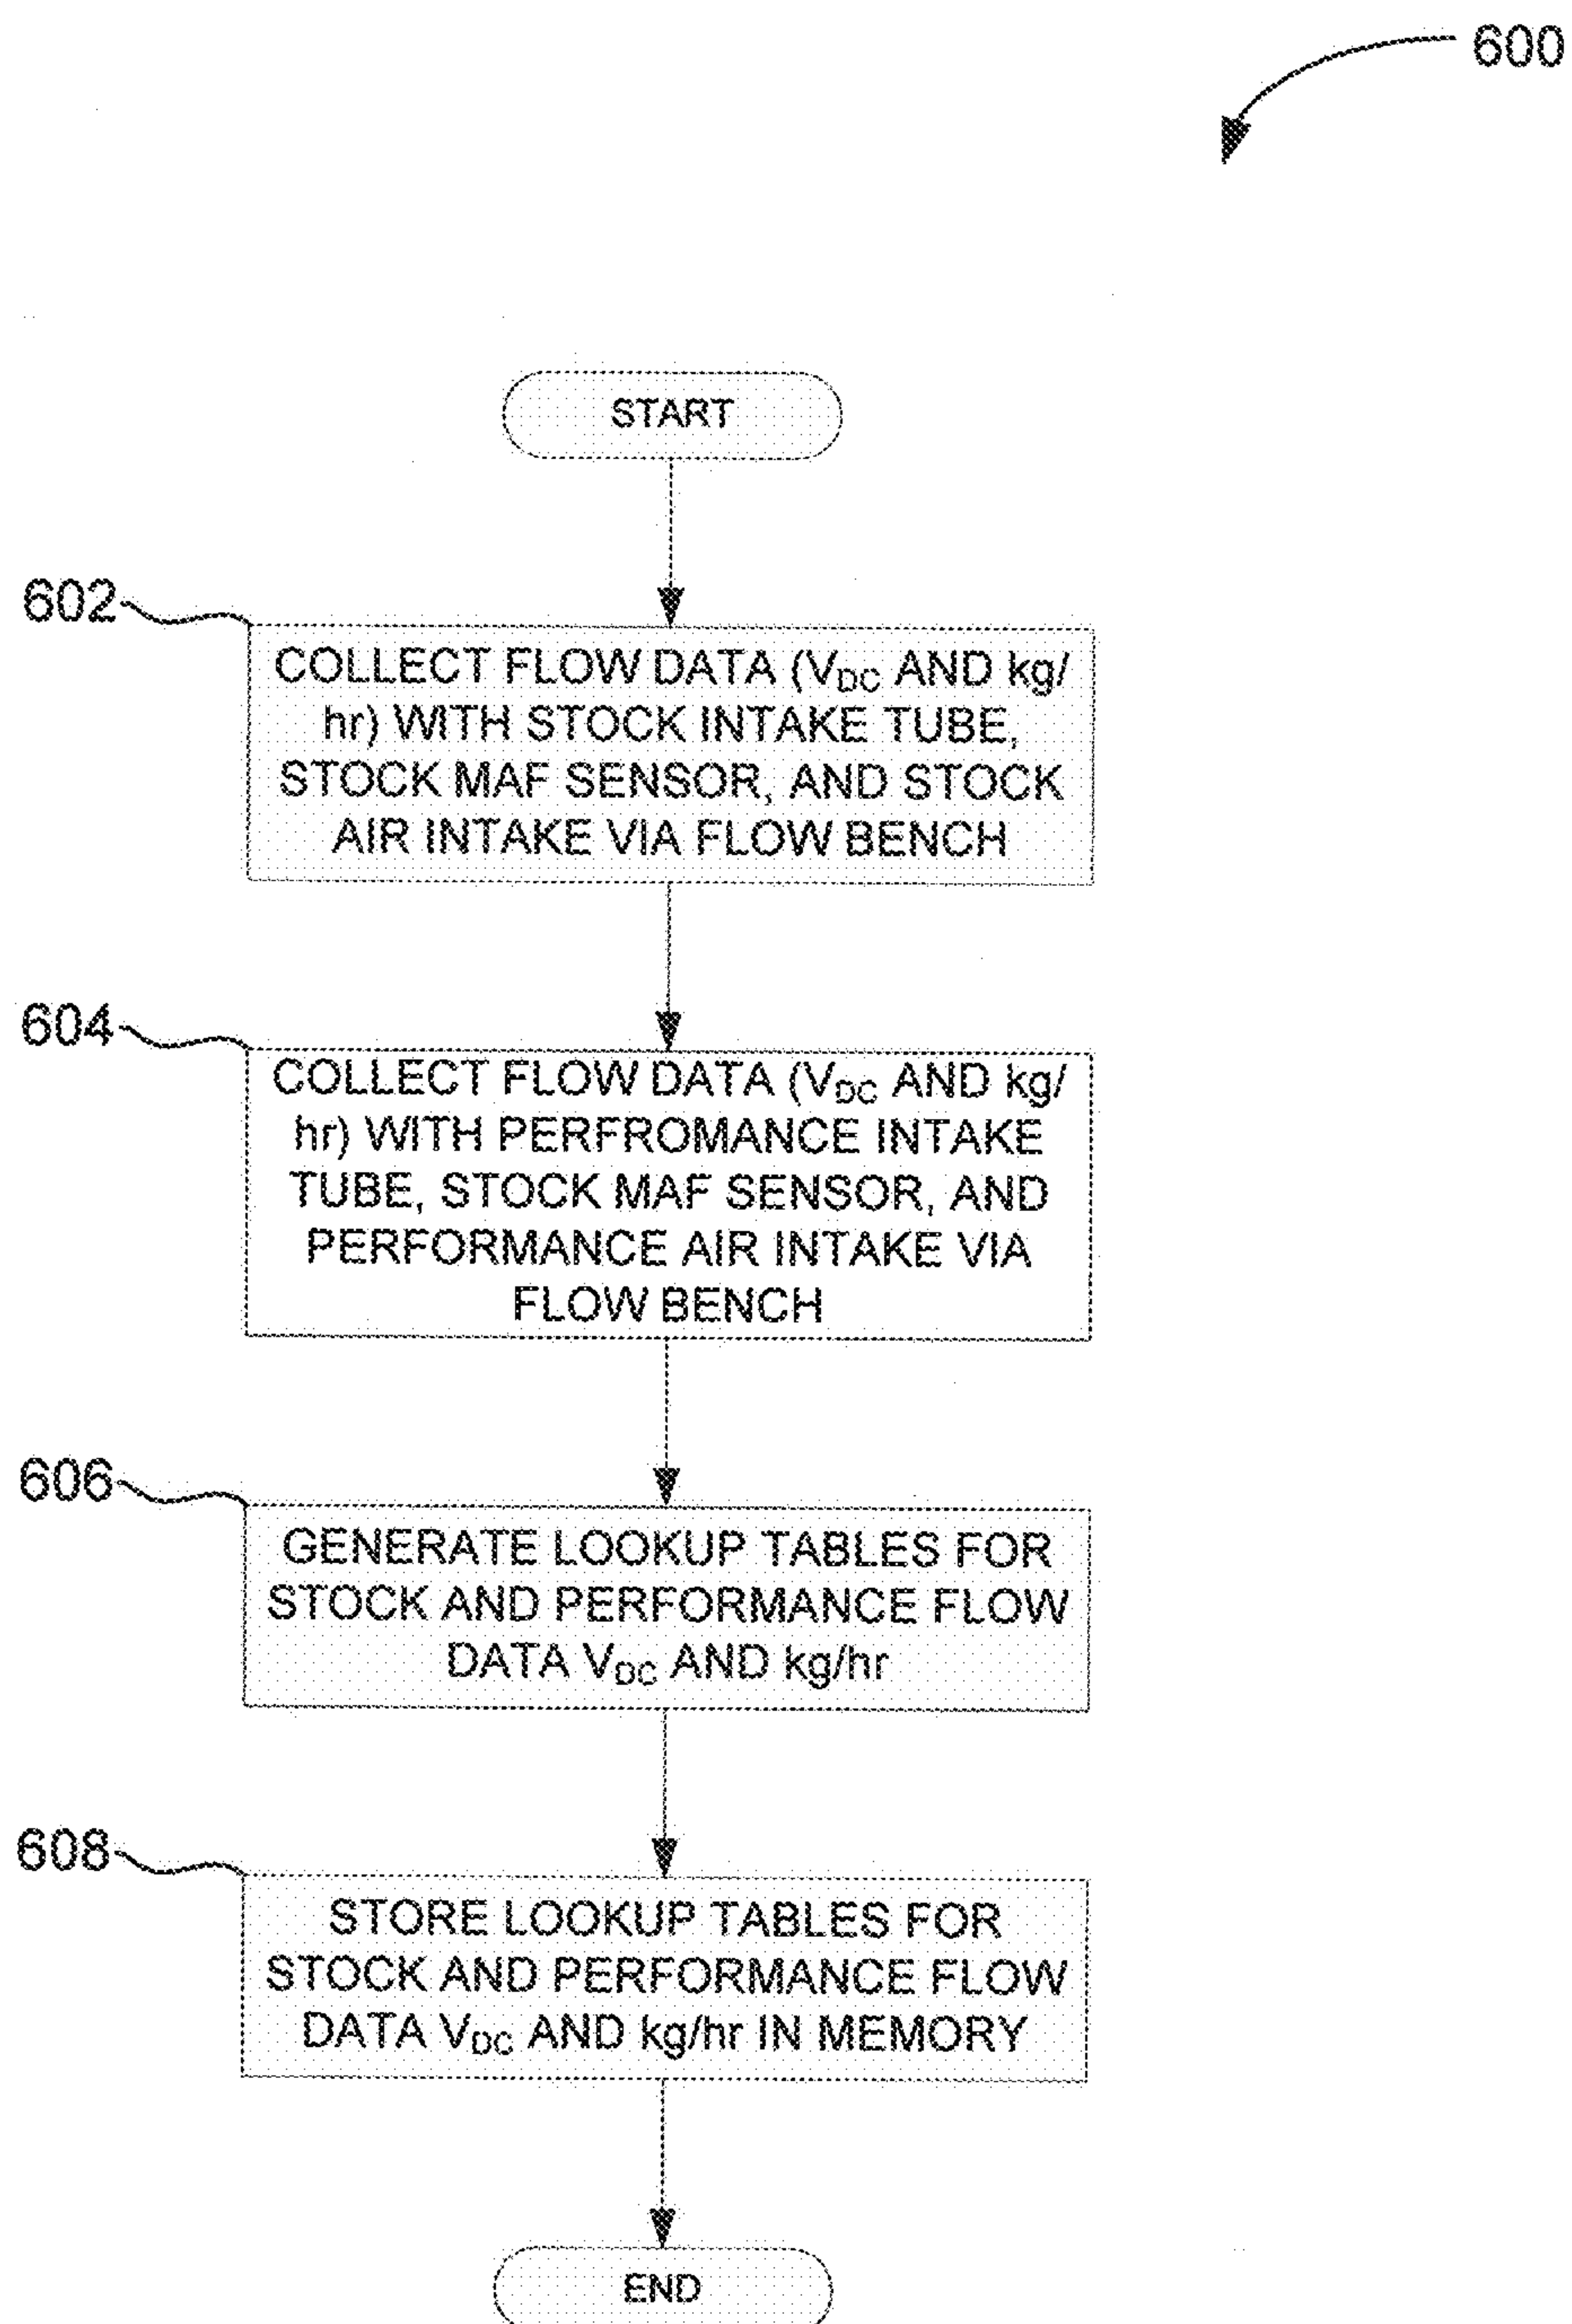 600
START
602
COLLECT FLOW DATA (VDC AND kg/
hr) WITH STOCK INTAKE TUBE,
STOCK MAF SENSOR, AND STOCK
AIR INTAKE VIA FLOW BENCH
604
COLLECT FLOW DATA (VDC AND kg/
hr) WITH PERFROMANCE INTAKE
TUBE, STOCK MAF SENSOR, AND
PERFORMANCE AIR INTAKE VIA
FLOW BENCH
606
GENERATE LOOKUP TABLES FOR
STOCK AND PERFORMANCE FLOW
DATA VDC AND kg/hr
608
STORE LOOKUP TABLES FOR
STOCK AND PERFORMANCE FLOW
DATA VDC AND kg/hr IN MEMORY
END